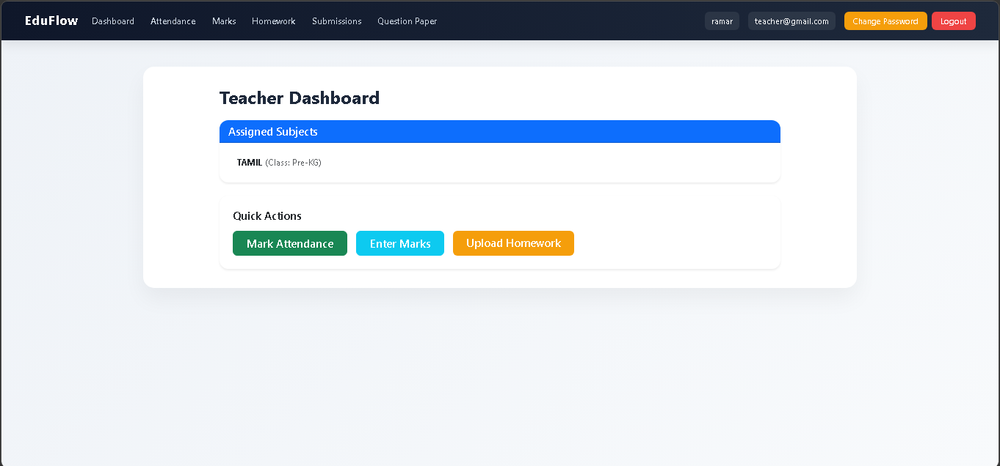 EduFlow Dashboard Attendance Marks Homework Submissions Question Paper ramar teacher@gmail.com Change Password Logout
Teacher Dashboard
Assigned Subjects
TAMIL (Class: Pre-KG)
Quick Actions
Mark Attendance Enter Marks Upload Homework